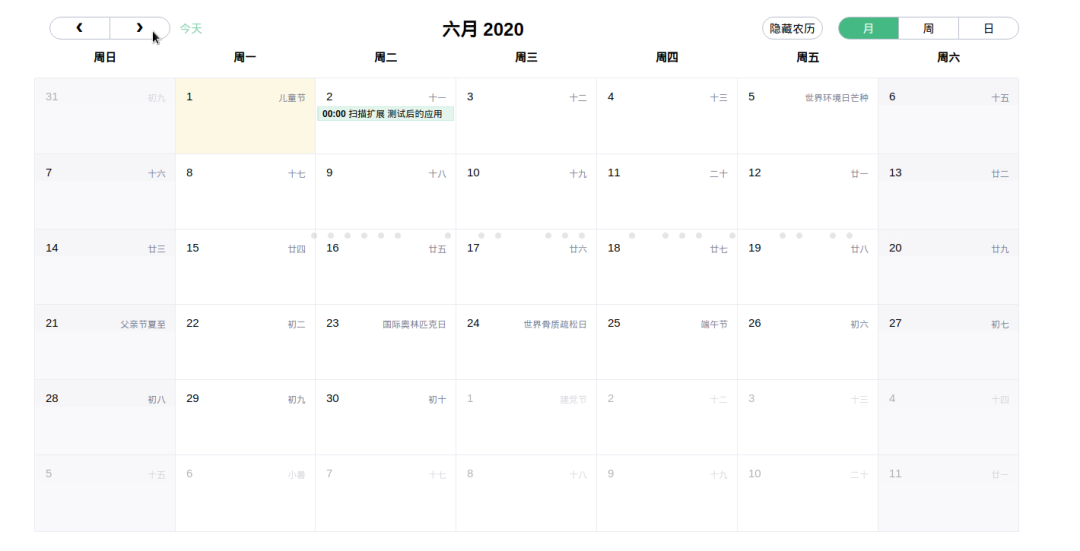 今天
六月 2020
隐藏农历
月
周
日
周日
周一
周二
周三
周四
周五
周六
31 初九
1 儿童节
2 十一
00:00 扫描扩展 测试后的应用
3 十二
4 十三
5 世界环境日芒种
6 十五
7 十六
8 十七
9 十八
10 十九
11 二十
12 廿一
13 廿二
14 廿三
15 廿四
16 廿五
17 廿六
18 廿七
19 廿八
20 廿九
21 父亲节夏至
22 初二
23 国际奥林匹克日
24 世界骨质疏松日
25 端午节
26 初六
27 初七
28 初八
29 初九
30 初十
1 建党节
2 十二
3 十三
4 十四
5 十五
6 小暑
7 十七
8 十八
9 十九
10 二十
11 廿一